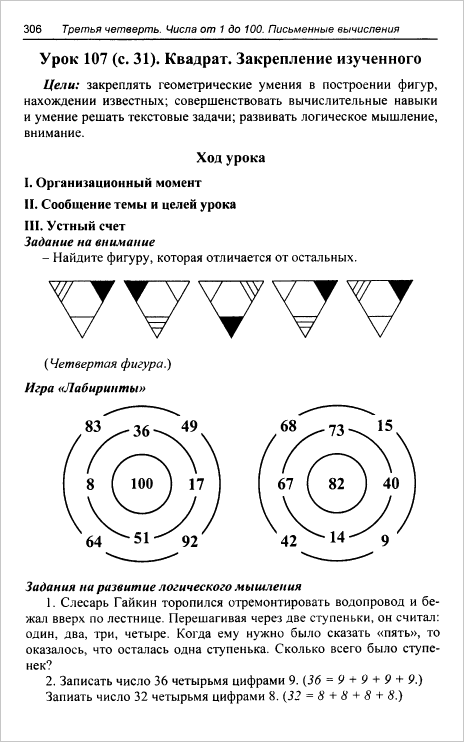 306 Третья четверть. Числа от 1 до 100. Письменные вычисления
Урок 107 (с. 31). Квадрат. Закрепление изученного
Цели: закреплять геометрические умения в построении фигур,
нахождении известных; совершенствовать вычислительные навыки
и умение решать текстовые задачи; развивать логическое мышление,
внимание.
Ход урока
I. Организационный момент
II. Сообщение темы и целей урока
III. Устный счет
Задание на внимание
– Найдите фигуру, которая отличается от остальных.
(Четвертая фигура.)
Игра «Лабиринты»
83 36 49
8 100 17
64 51 92
68 73 15
67 82 40
42 14 9
Задания на развитие логического мышления
1. Слесарь Гайкин торопился отремонтировать водопровод и бе-
жал вверх по лестнице. Перешагивая через две ступеньки, он считал:
один, два, три, четыре. Когда ему нужно было сказать «пять», то
оказалось, что осталась одна ступенька. Сколько всего было ступе-
нек?
2. Записать число 36 четырьмя цифрами 9. (36 = 9 + 9 + 9 + 9.)
Запиать число 32 четырьмя цифрами 8. (32 = 8 + 8 + 8 + 8.)